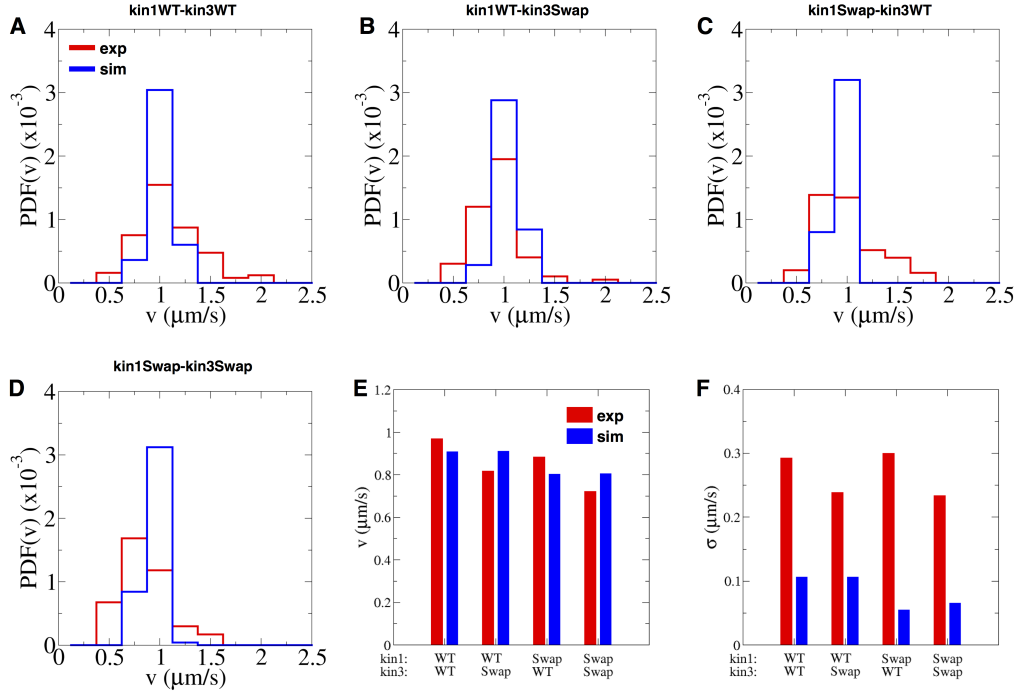 kin1WT-kin3WT
kin1WT-kin3Swap
kin1Swap-kin3WT
A
B
C
exp
sim
PDF(v) (x10⁻³)
4
3
2
1
0
0 0.5 1 1.5 2 2.5
v (μm/s)
PDF(v) (x10⁻³)
4
3
2
1
0
0 0.5 1 1.5 2 2.5
v (μm/s)
PDF(v) (x10⁻³)
4
3
2
1
0
0 0.5 1 1.5 2 2.5
v (μm/s)
kin1Swap-kin3Swap
D
PDF(v) (x10⁻³)
4
3
2
1
0
0 0.5 1 1.5 2 2.5
v (μm/s)
E
exp
sim
v (μm/s)
1.2
1
0.8
0.6
0.4
0.2
0
kin1: WT WT Swap Swap
kin3: WT Swap WT Swap
F
σ (μm/s)
0.4
0.3
0.2
0.1
0
kin1: WT WT Swap Swap
kin3: WT Swap WT Swap